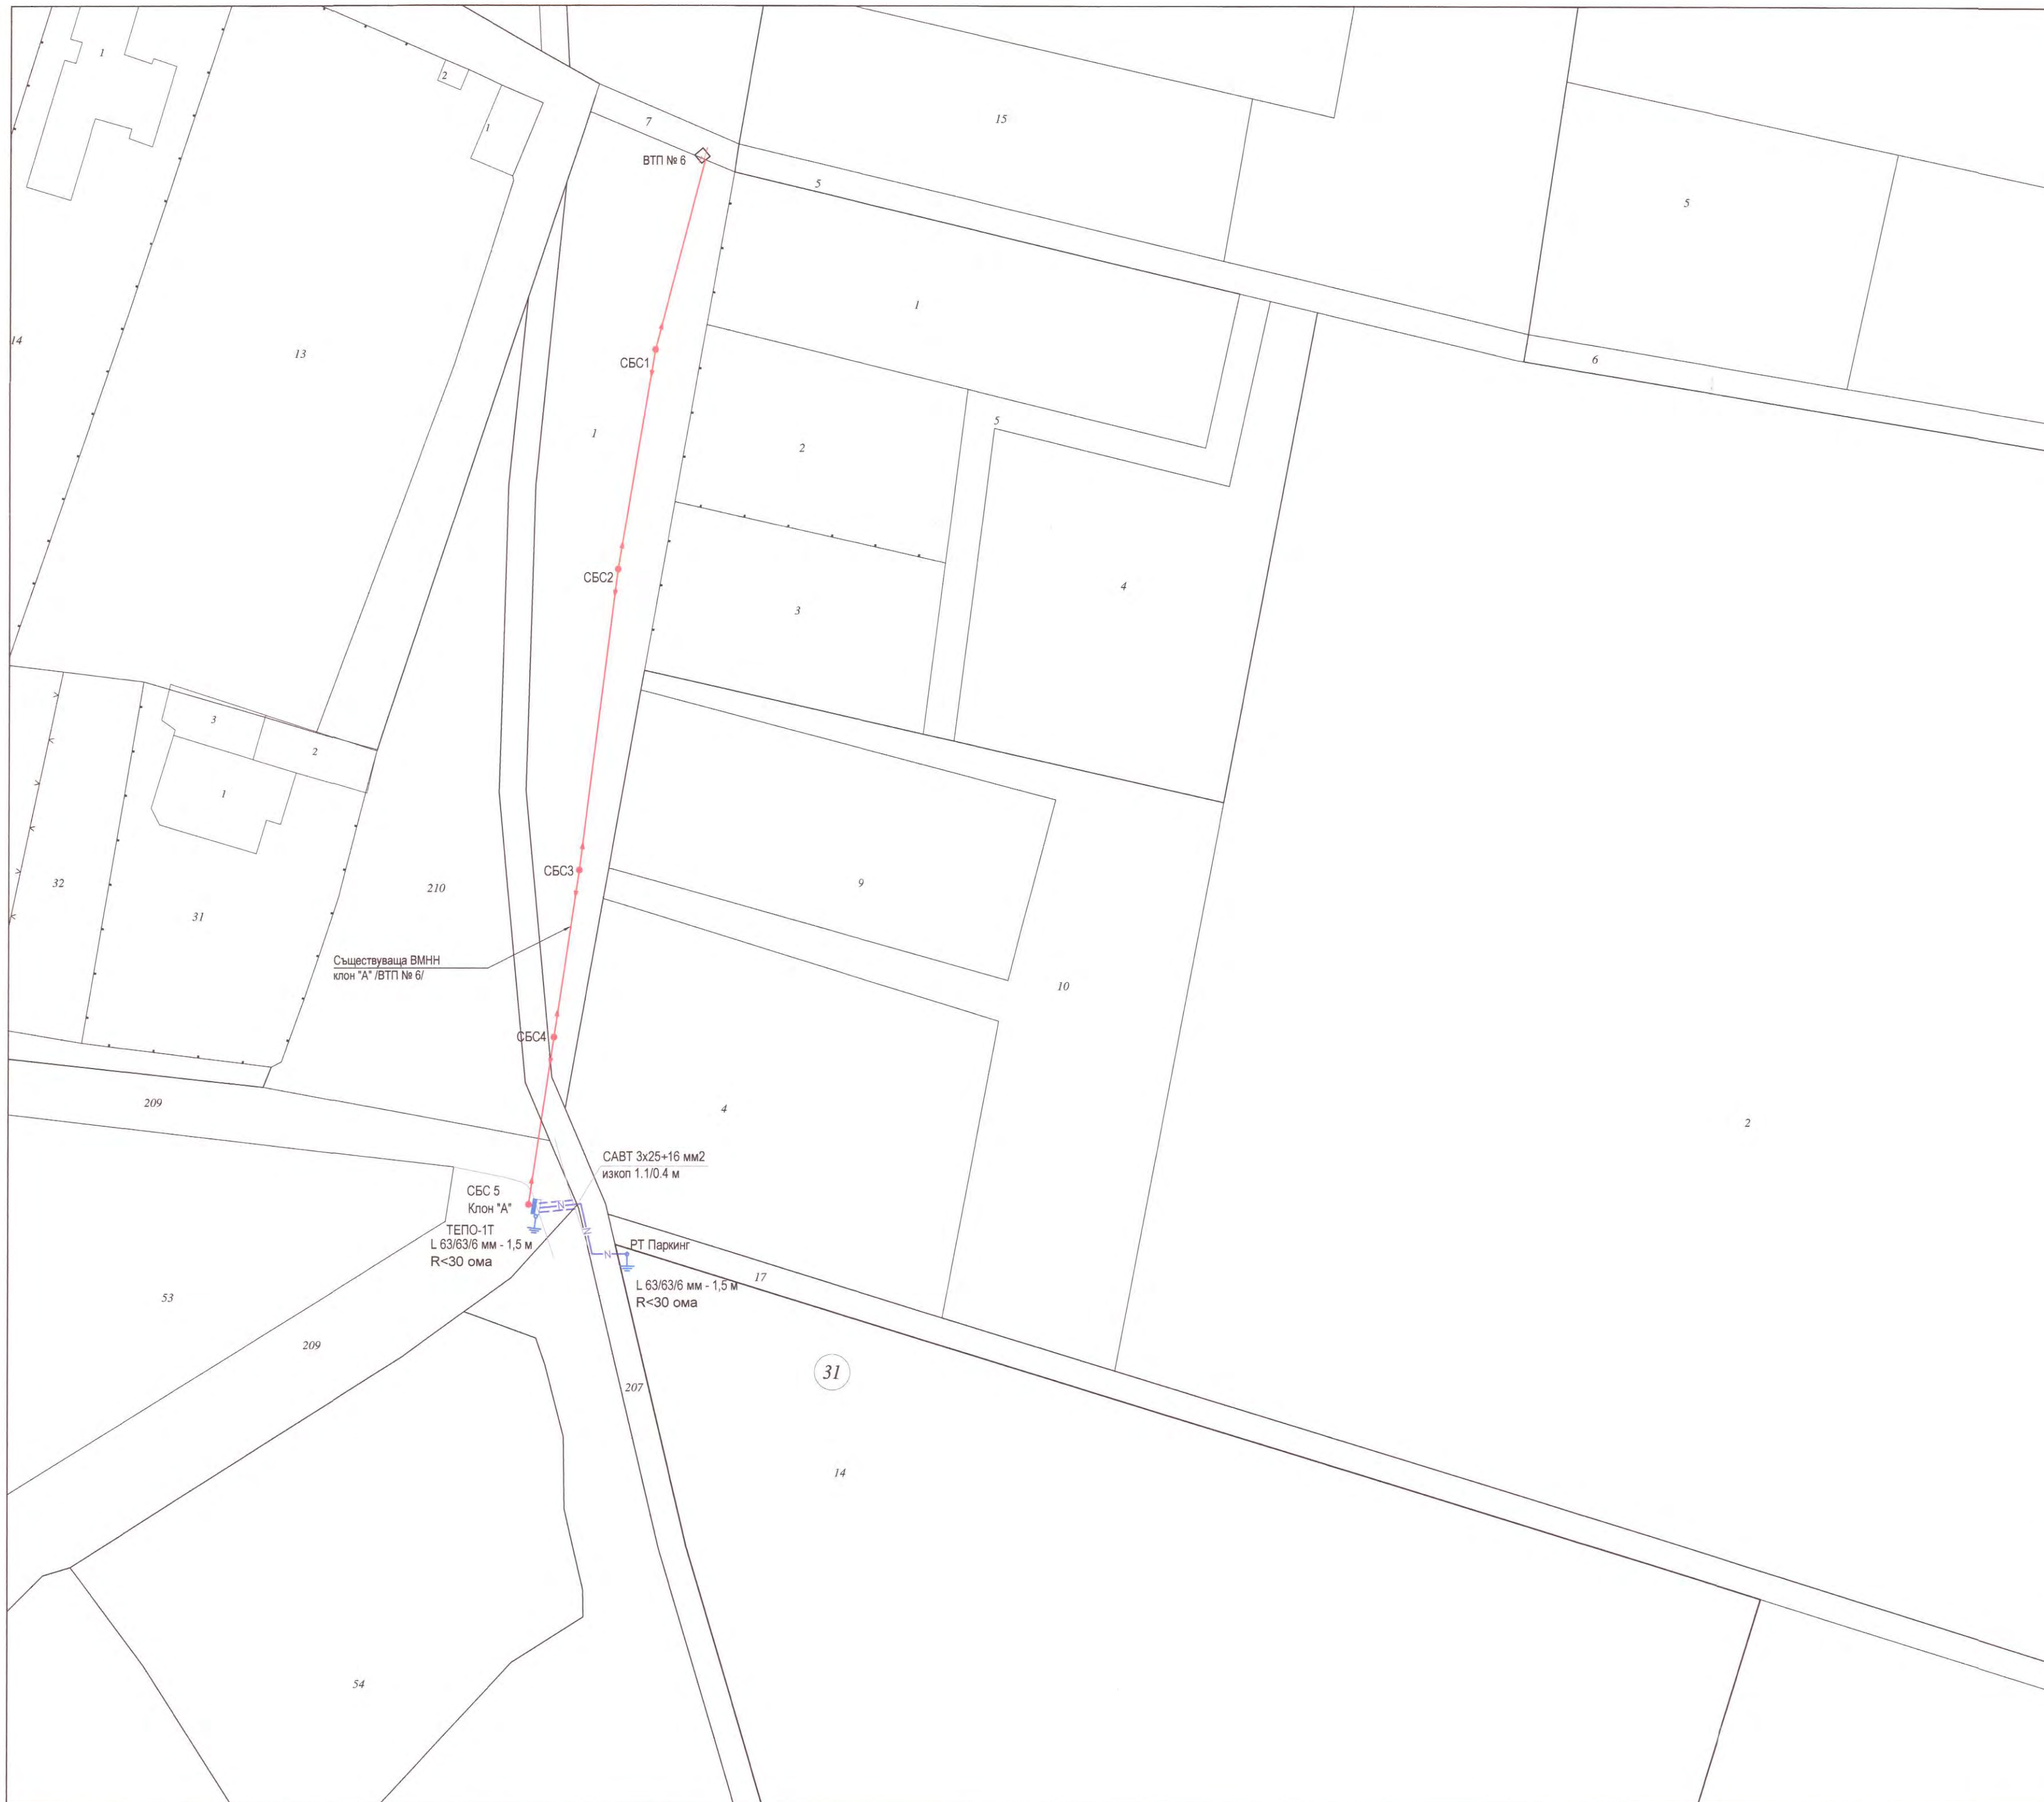 1
2
1
7
15
ВТП № 6
5
5
14
13
1
СБС1
6
1
5
2
СБС2
4
3
3
2
1
СБС3
32
31
210
9
Съществуваща ВМНН
клон "А" /ВТП № 6/
10
СБС4
209
4
2
САВТ 3х25+16 мм2
изкоп 1.1/0.4 м
СБС 5
Клон "А"
N
ТЕПО-1Т
L 63/63/6 мм - 1,5 м
R<30 ома
N
N
РТ Паркинг
17
L 63/63/6 мм - 1,5 м
R<30 ома
53
209
31
207
14
54